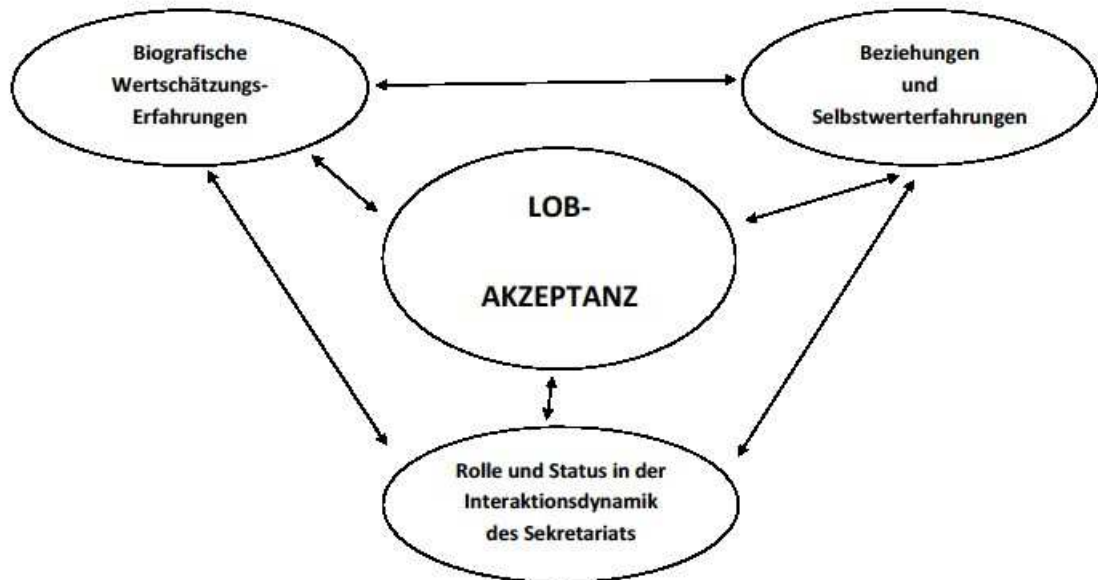 Biografische
Wertschätzungs-
Erfahrungen
Beziehungen
und
Selbstwerterfahrungen
LOB-
AKZEPTANZ
Rolle und Status in der
Interaktionsdynamik
des Sekretariats